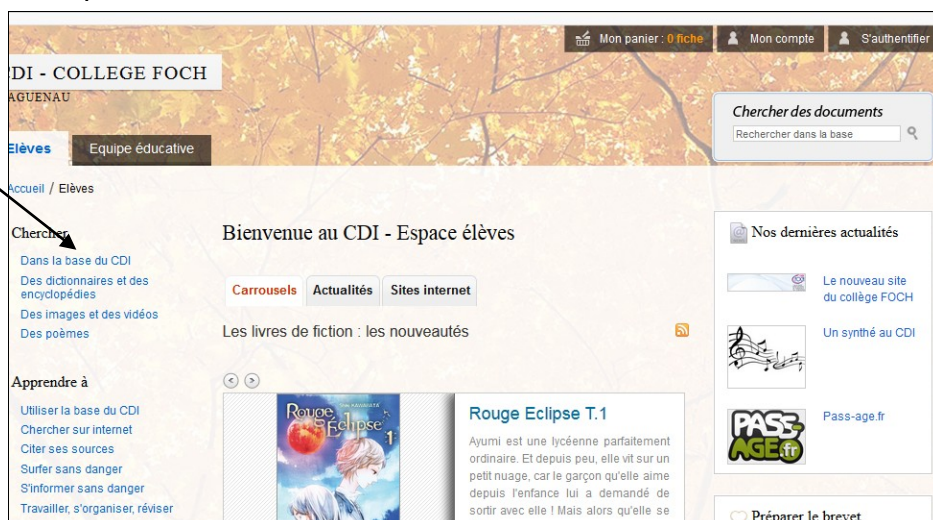 Mon panier : 0 fiche
Mon compte
S'authentifier
CDI - COLLEGE FOCH
AGUENAU
Chercher des documents
Rechercher dans la base
Elèves
Equipe éducative
Accueil / Elèves
Chercher
Dans la base du CDI
Des dictionnaires et des
encyclopédies
Des images et des vidéos
Des poèmes
Apprendre à
Utiliser la base du CDI
Chercher sur internet
Citer ses sources
Surfer sans danger
S'informer sans danger
Travailler, s'organiser, réviser
Bienvenue au CDI - Espace élèves
Carrousels
Actualités
Sites internet
Les livres de fiction : les nouveautés
Rouge
Éclipse
1
Rouge Eclipse T.1
Ayumi est une lycéenne parfaitement
ordinaire. Et depuis peu, elle vit sur un
petit nuage, car le garçon qu'elle aime
depuis l'enfance lui a demandé de
sortir avec elle ! Mais alors qu'elle se
Nos dernières actualités
Le nouveau site
du collège FOCH
Un synthé au CDI
PASS-
AGE.fr
Pass-age.fr
Préparer le brevet